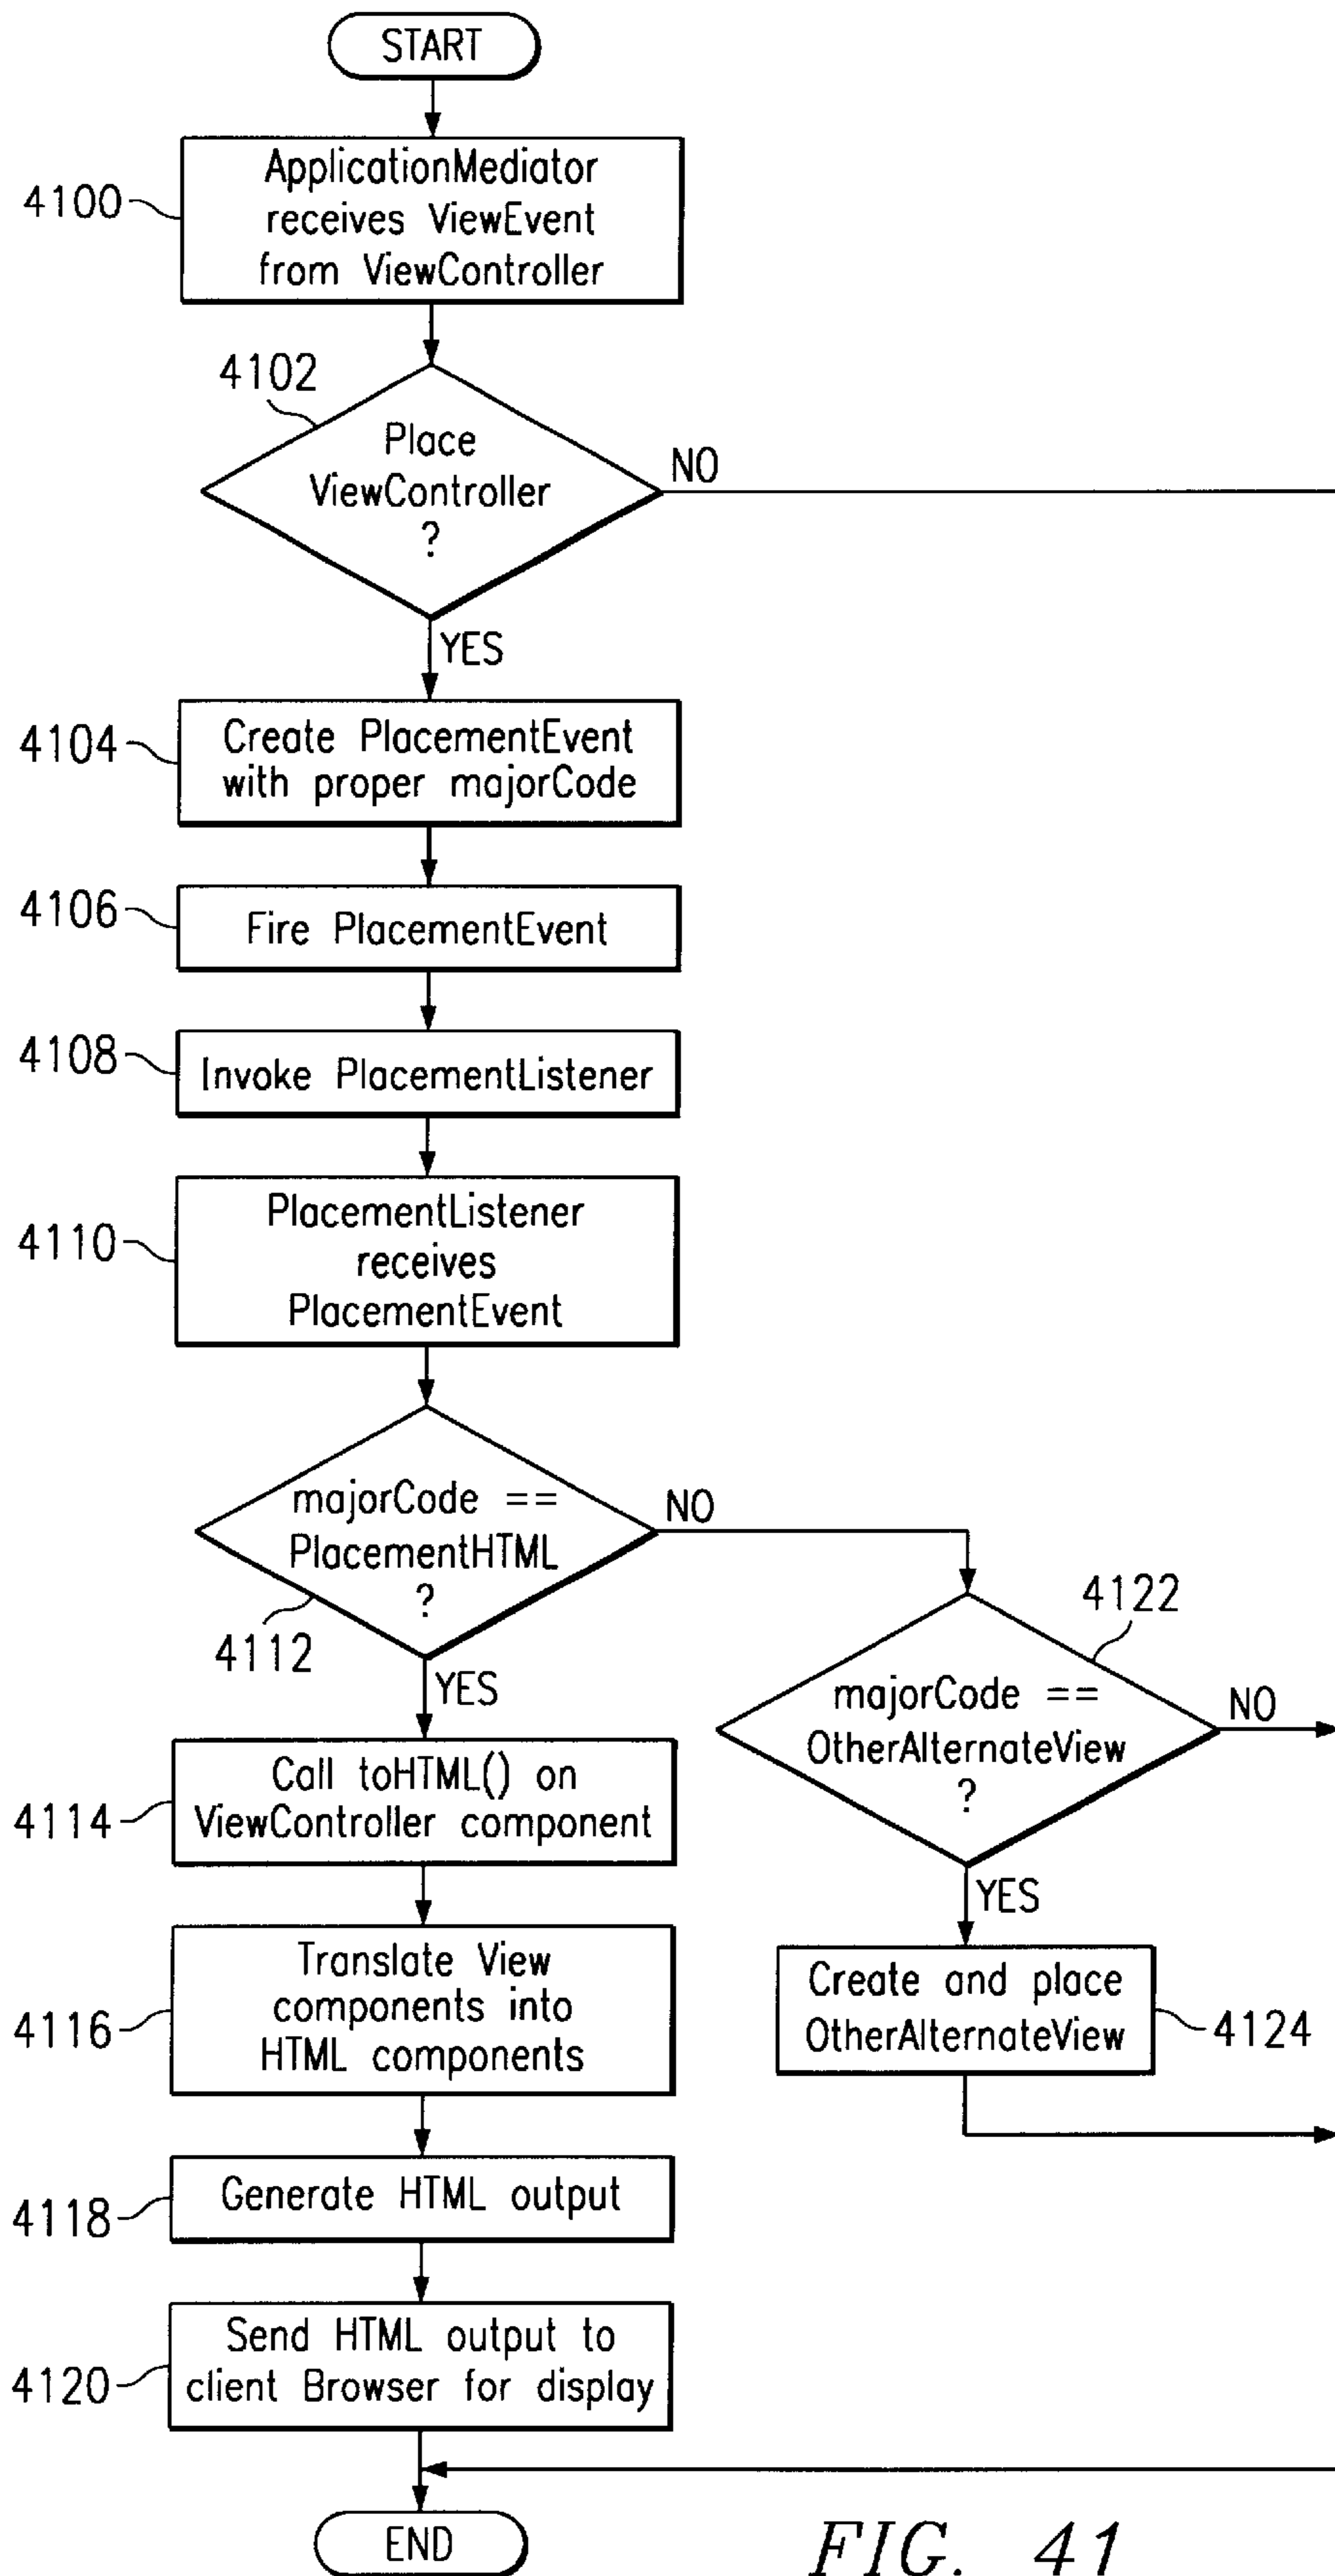 START
4100
ApplicationMediator
receives ViewEvent
from ViewController
4102
Place
ViewController
?
NO
YES
4104
Create PlacementEvent
with proper majorCode
4106
Fire PlacementEvent
4108
Invoke PlacementListener
4110
PlacementListener
receives
PlacementEvent
majorCode ==
PlacementHTML
?
NO
4112
YES
4122
majorCode ==
OtherAlternateView
?
NO
YES
4114
Call toHTML() on
ViewController component
4116
Translate View
components into
HTML components
Create and place
OtherAlternateView
4124
4118
Generate HTML output
4120
Send HTML output to
client Browser for display
END
FIG. 41